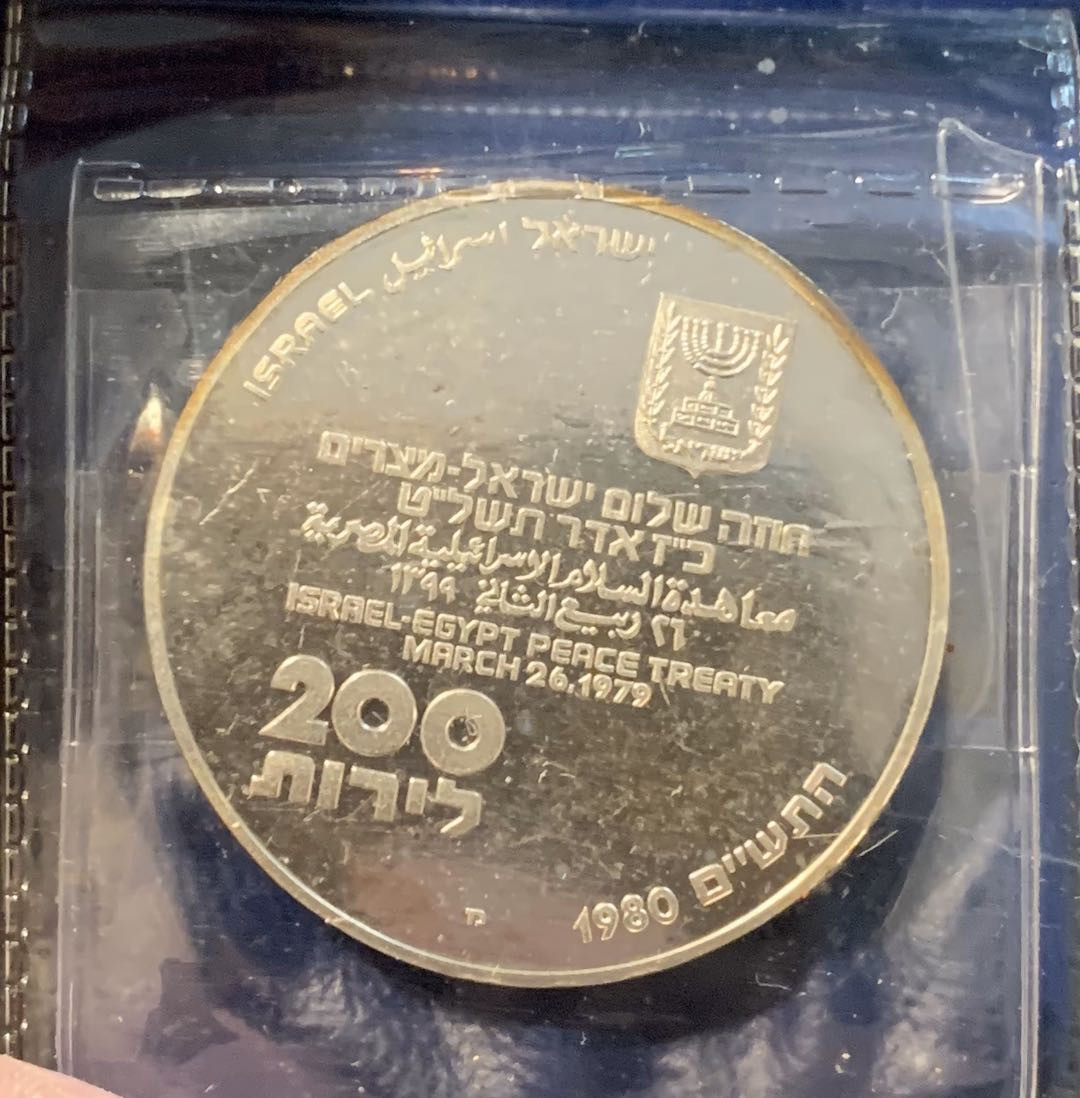 ISRAEL اسرائيل ישראל
ישראל
חוזה שלום ישראל-מצרים
כ"ז אדר תשל"ט
معاهدة السلام الاسرائيلية المصرية
٢٦ ربيع الثاني ١٣٩٩
ISRAEL-EGYPT PEACE TREATY
MARCH 26.1979
200
לירות
1980 התש"ם
מ